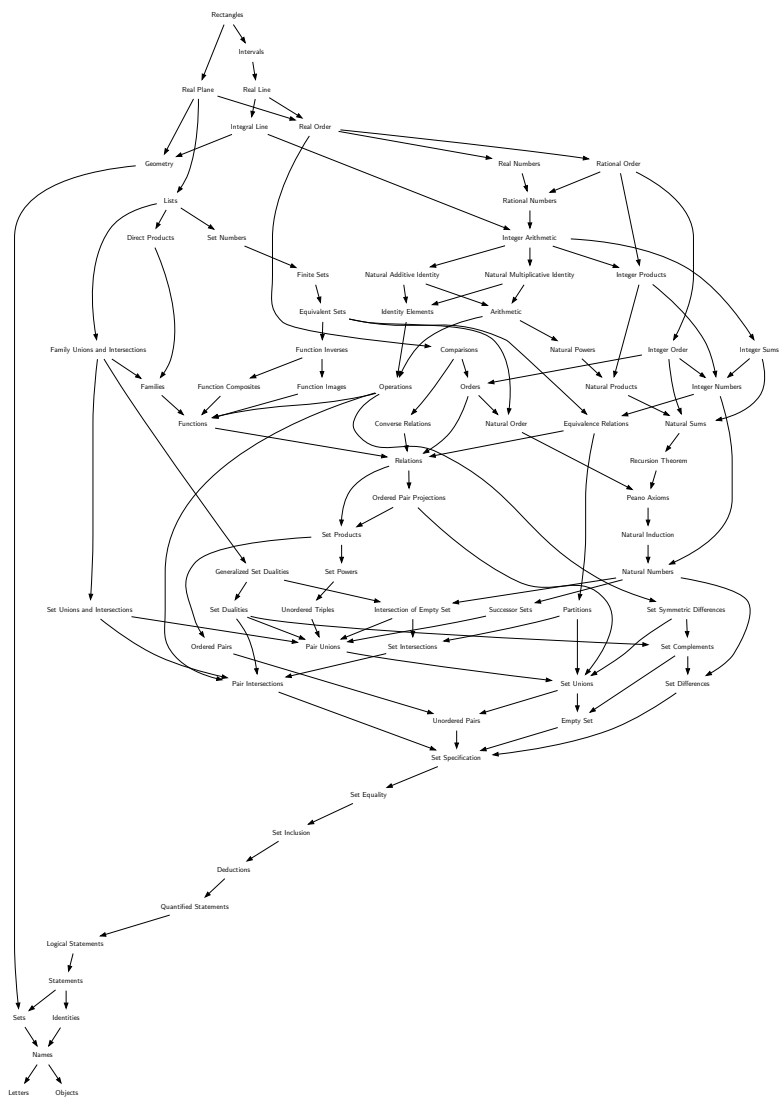 Rectangles
Intervals
Real Plane
Real Line
Integral Line
Real Order
Geometry
Real Numbers
Rational Order
Lists
Rational Numbers
Direct Products
Set Numbers
Integer Arithmetic
Finite Sets
Natural Additive Identity
Natural Multiplicative Identity
Integer Products
Equivalent Sets
Identity Elements
Arithmetic
Family Unions and Intersections
Function Inverses
Comparisons
Natural Powers
Integer Order
Integer Sums
Families
Function Composites
Function Images
Operations
Orders
Natural Products
Integer Numbers
Functions
Converse Relations
Natural Order
Equivalence Relations
Natural Sums
Relations
Recursion Theorem
Ordered Pair Projections
Peano Axioms
Set Products
Natural Induction
Generalized Set Dualities
Set Powers
Natural Numbers
Set Unions and Intersections
Set Dualities
Unordered Triples
Intersection of Empty Set
Successor Sets
Partitions
Set Symmetric Differences
Ordered Pairs
Pair Unions
Set Intersections
Set Complements
Pair Intersections
Set Unions
Set Differences
Unordered Pairs
Empty Set
Set Specification
Set Equality
Set Inclusion
Deductions
Quantified Statements
Logical Statements
Statements
Sets
Identities
Names
Letters
Objects